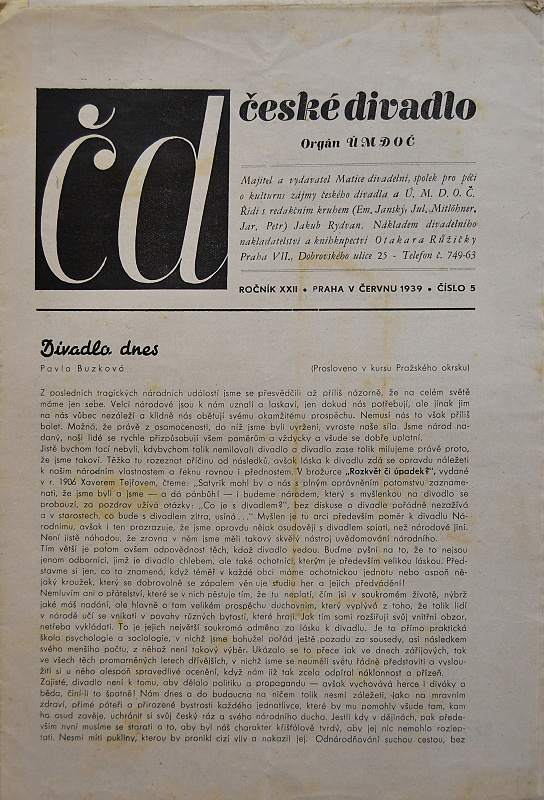 čd
české divadlo
Orgán ÚMDOČ
Majitel a vydavatel Matice divadelní, spolek pro péči
o kulturní zájmy českého divadla a Ú. M. D. O. Č.
Řídí s redakčním kruhem (Em. Janský, Jul. Mitlöhner,
Jar. Petr) Jakub Rydvan. Nákladem divadelního
nakladatelství a knihkupectví Otakara Růžičky
Praha VII., Dobrovského ulice 25 - Telefon č. 749-63
ROČNÍK XXII • PRAHA V ČERVNU 1939 • ČÍSLO 5
Divadlo dnes
Pavla Buzková (Prosloveno v kursu Pražského okrsku)
Z posledních tragických národních událostí jsme se přesvědčili až příliš názorně, že na celém světě
máme jen sebe. Velcí národové jsou k nám uznalí a laskaví, jen dokud nás potřebují, ale jinak jim
na nás vůbec nezáleží a klidně nás obětují svému okamžitému prospěchu. Nemusí nás to však příliš
bolet. Možná, že právě z osamocenosti, do níž jsme byli uvrženi, vyroste naše síla. Jsme národ na-
daný, naši lidé se rychle přizpůsobují všem poměrům a vždycky a všude se dobře uplatní.
Jistě bychom tací nebyli, kdybychom tolik nemilovali divadlo a divadlo zase tolik milujeme právě proto,
že jsme takoví. Těžko tu rozeznat příčinu od následků, avšak láska k divadlu zdá se opravdu náležeti
k našim národním vlastnostem a řeknu rovnou i přednostem. V brožurce „Rozkvět či úpadek?", vydané
v r. 1906 Xaverem Tejřovem, čteme: „Satyrik mohl by o nás s plným oprávněním potomstvu zazname-
nati, že jsme byli a jsme — a dá pánbůh! — i budeme národem, který s myšlenkou na divadlo se
probouzí, za pozdrav užívá otázky: „Co je s divadlem?", bez diskuse o divadle pořádně nezažívá
a v starostech, co bude s divadlem zítra, usíná . . ." Myšlen je tu arci především poměr k divadlu Ná-
rodnímu, avšak i ten prozrazuje, že jsme opravdu nějak osudověji s divadlem spjati, než národové jiní.
Není jistě náhodou, že zrovna v něm jsme měli takový skvělý nástroj uvědomování národního.
Tím větší je potom ovšem odpovědnost těch, kdož divadlo vedou. Buďme pyšni na to, že to nejsou
jenom odborníci, jimž je divadlo chlebem, ale také ochotníci, kterým je především velikou láskou. Před-
stavme si jen, co to znamená, když téměř v každé obci máme ochotnickou jednotu nebo aspoň ně-
jaký kroužek, který se dobrovolně se zápalem věnuje studiu her a jejich předvádění!
Nemluvím ani o přátelství, které se v nich pěstuje tím, že tu neplatí, čím jsi v soukromém životě, nýbrž
jaké máš nadání, ale hlavně o tom velikém prospěchu duchovním, který vyplývá z toho, že tolik lidí
v národě učí se vnikati v povahy různých bytostí, které hrají. Jak tím sami rozšiřují svůj vnitřní obzor,
netřeba vykládati. To je jejich největší soukromá odměna za lásku k divadlu. Je to přímo praktická
škola psychologie a sociologie, v nichž jsme bohužel pořád ještě pozadu za sousedy, asi následkem
svého menšího počtu, z něhož není takový výběr. Ukázalo se to přece jak ve dnech zářijových, tak
ve všech těch promarněných letech dřívějších, v nichž jsme se neuměli světu řádně představiti a vyslou-
žiti si u něho alespoň spravedlivé ocenění, když nám již tak zcela odpíral náklonnost a přízeň.
Zajisté, divadlo není k tomu, aby dělalo politiku a propagandu — avšak vychovává herce i diváky a
běda, činí-li to špatně! Nám dnes a do budoucna na ničem tolik nesmí záležeti, jako na mravním
zdraví, přímé páteři a přirozené bystrosti každého jednotlivce, které by mu pomohly všude tam, kam
ho osud zavěje, uchrániti si svůj český ráz a svého národního ducha. Jestli kdy v dějinách, pak přede-
vším nyní musíme se starati o to, aby byl náš charakter křišťálově tvrdý, aby jej nic nemohlo rozlep-
tati. Nesmí míti pukliny, kterou by pronikl cizí vliv a nakazil jej. Odnárodňování suchou cestou, bez